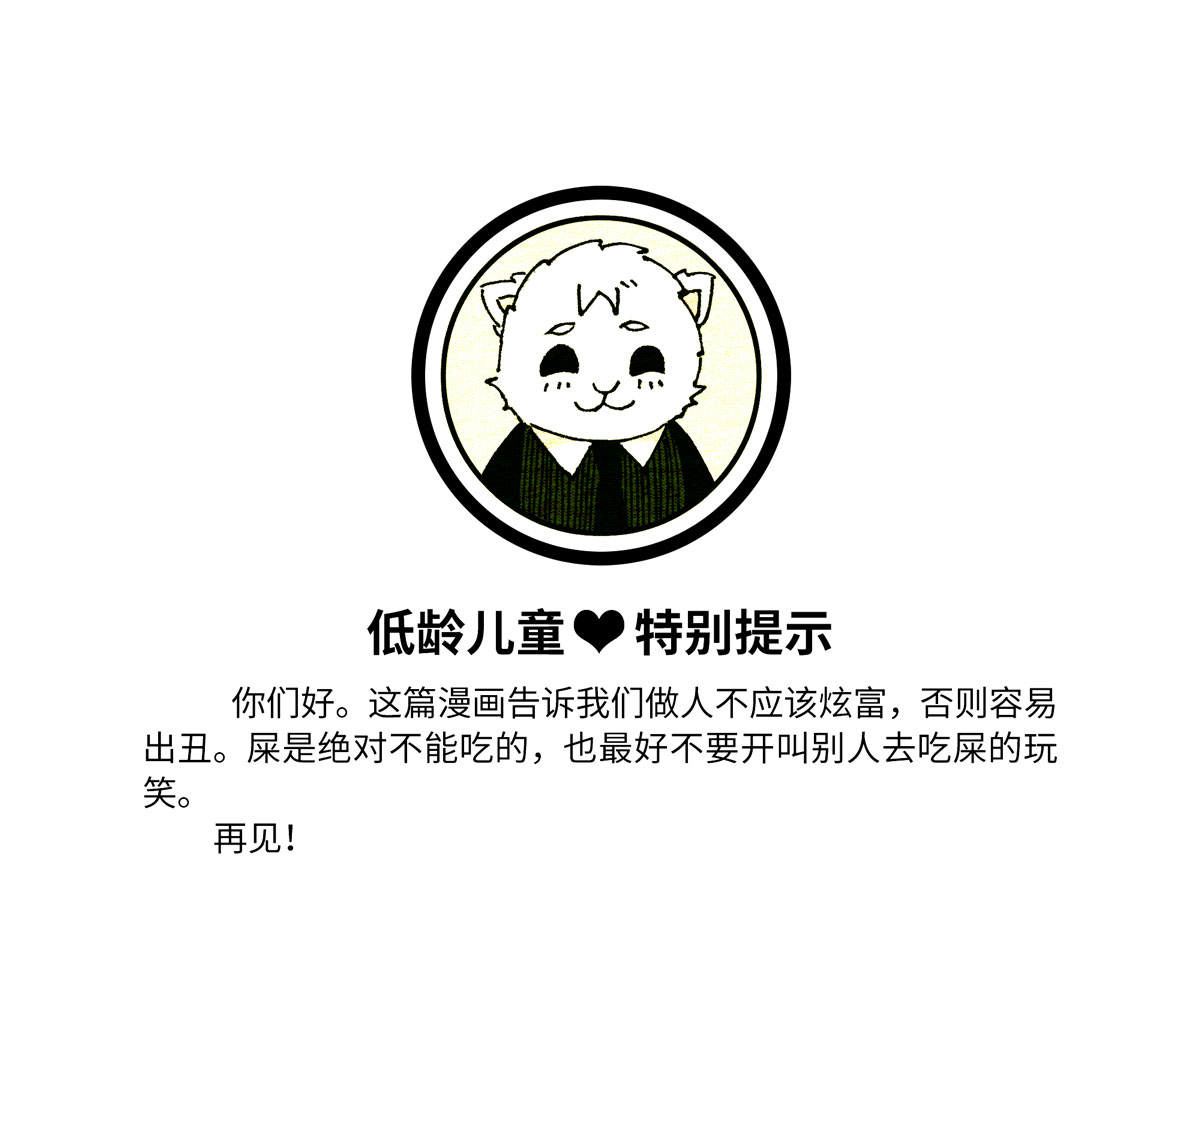 低龄儿童❤特别提示
你们好。这篇漫画告诉我们做人不应该炫富，否则容易
出丑。屎是绝对不能吃的，也最好不要开叫别人去吃屎的玩
笑。
再见！